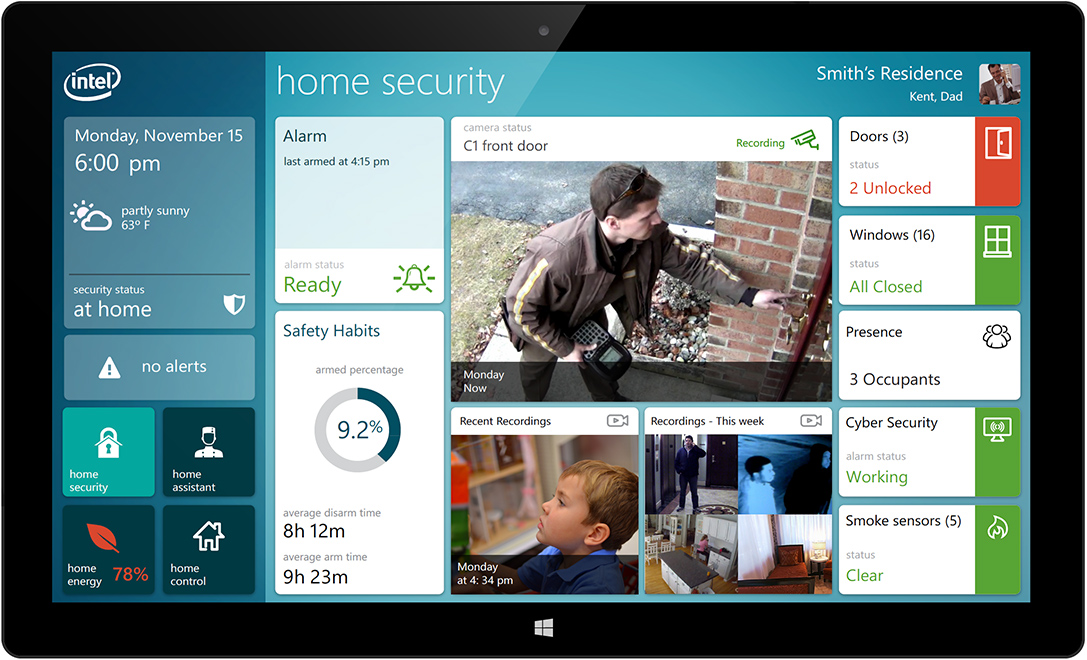 intel
Monday, November 15
6:00 pm
partly sunny
63º F
security status
at home
no alerts
home
security
home
assistant
home
energy
78%
home
control
home security
Smith's Residence
Kent, Dad
Alarm
last armed at 4:15 pm
alarm status
Ready
Safety Habits
armed percentage
9.2%
average disarm time
8h 12m
average arm time
9h 23m
camera status
C1 front door
Recording
Monday
Now
Recent Recordings
Monday
at 4: 34 pm
Recordings - This week
Doors (3)
status
2 Unlocked
Windows (16)
status
All Closed
Presence
3 Occupants
Cyber Security
alarm status
Working
Smoke sensors (5)
status
Clear